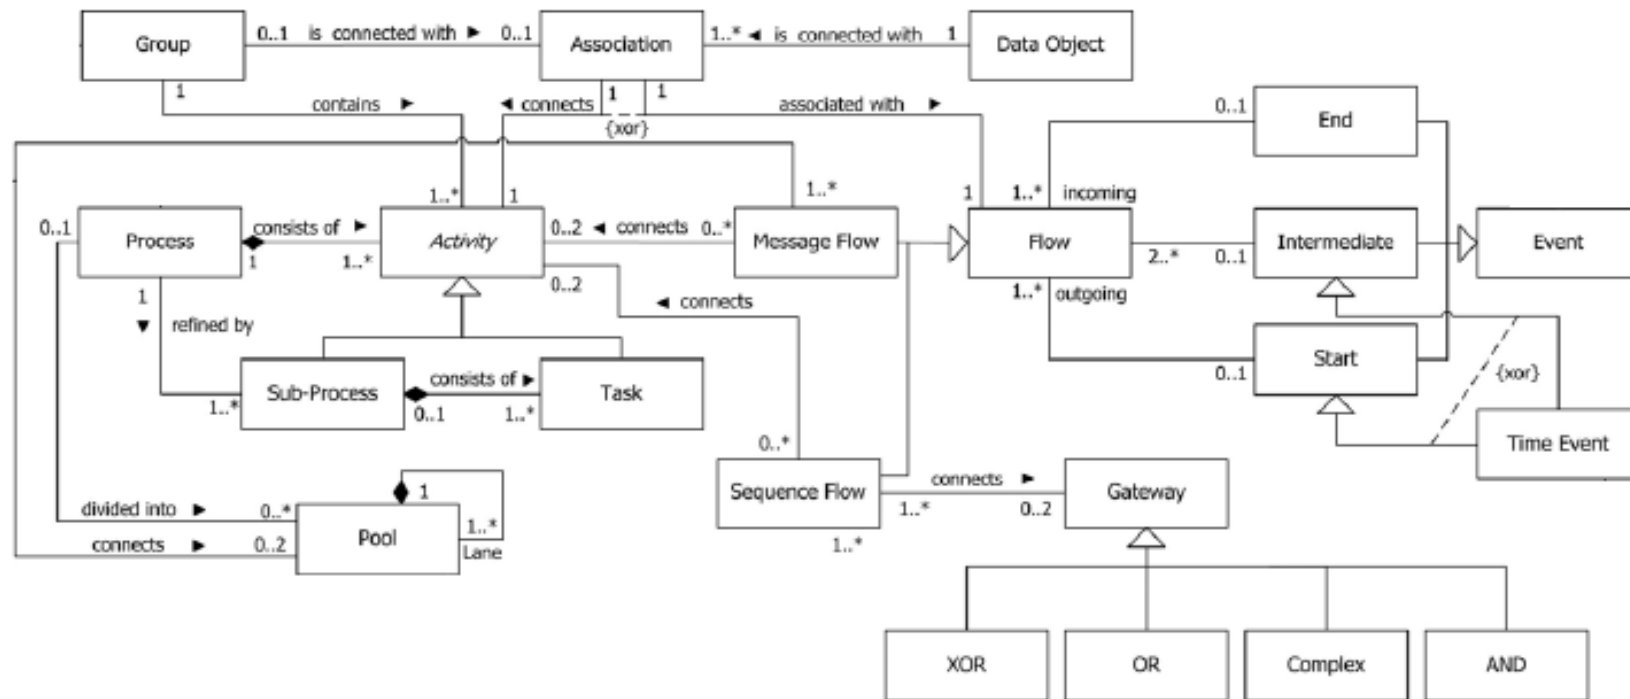 Group 0..1 is connected with ► 0..1 Association 1..* ◄ is connected with 1 Data Object
1 1 1
contains ► ◄ connects associated with ► 0..1 End
{xor}
1..* 1 1..* 1 1..* incoming
0..1 Process consists of ► Activity 0..2 ◄ connects 0..* Message Flow Flow Intermediate Event
1 1..* 2..* 0..1
0..2 1..* outgoing
1 ◄ connects
▼ refined by Start
0..1 {xor}
Sub-Process consists of ► Task
1..* 0..1 1..*
0..* Time Event
1 Sequence Flow connects ► Gateway
divided into ► 0..* Pool 1..* 1..* 0..2
connects ► 0..2 Lane 1..*
XOR OR Complex AND